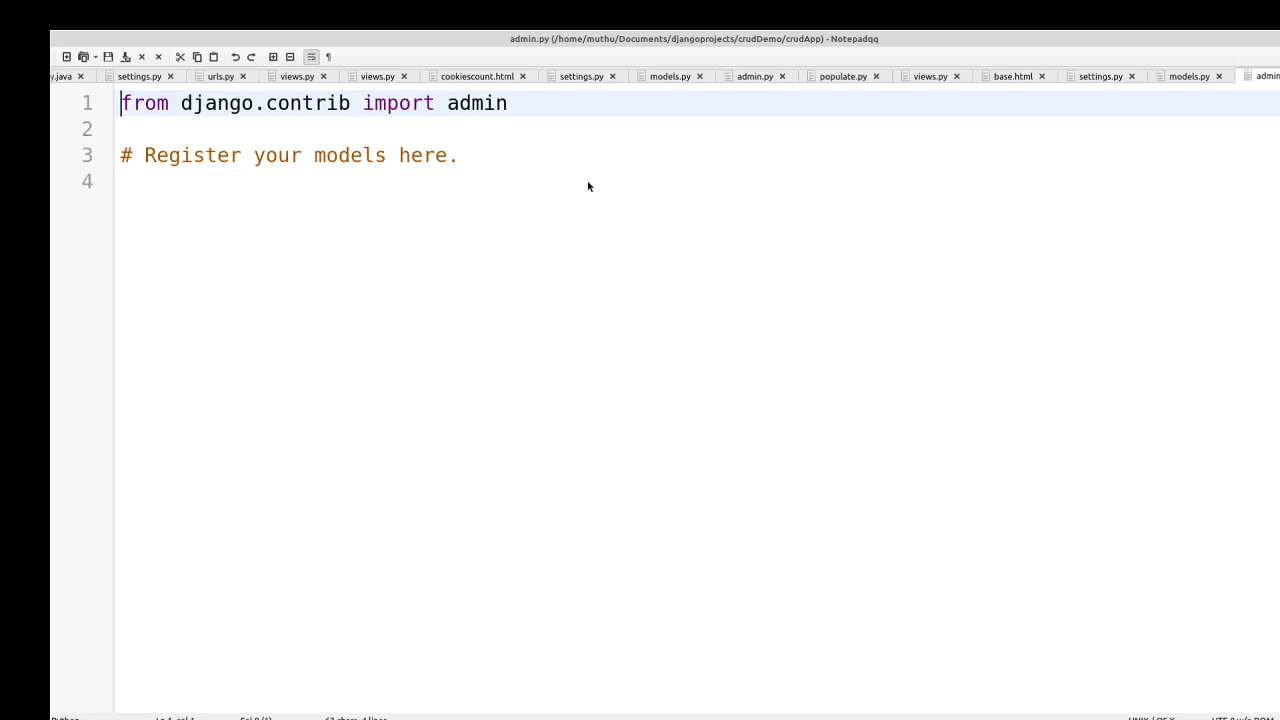 admin.py (/home/muthu/Documents/djangoprojects/crudDemo/crudApp) - Notepadqq
y.java settings.py urls.py views.py views.py cookiescount.html settings.py models.py admin.py populate.py views.py base.html settings.py models.py admin
1 from django.contrib import admin
2
3 # Register your models here.
4